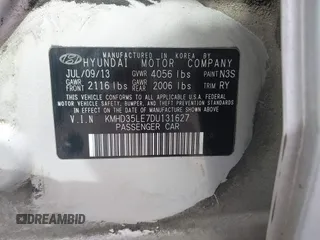 MANUFACTURED IN KOREA BY
HYUNDAI MOTOR COMPANY
JUL/09/13 GVWR 4056 lbs PAINT N3S
GAWR FRONT 2116 lbs GAWR REAR 2006 lbs TRIM RY
THIS VEHICLE CONFORMS TO ALL APPLICABLE U.S. FEDERAL MOTOR VEHICLE SAFETY, BUMPER, AND THEFT PREVENTION STANDARDS IN EFFECT ON THE DATE OF MANUFACTURE SHOWN ABOVE.
V.I.N KMHD35LE7DU131627
PASSENGER CAR
DREAMBID